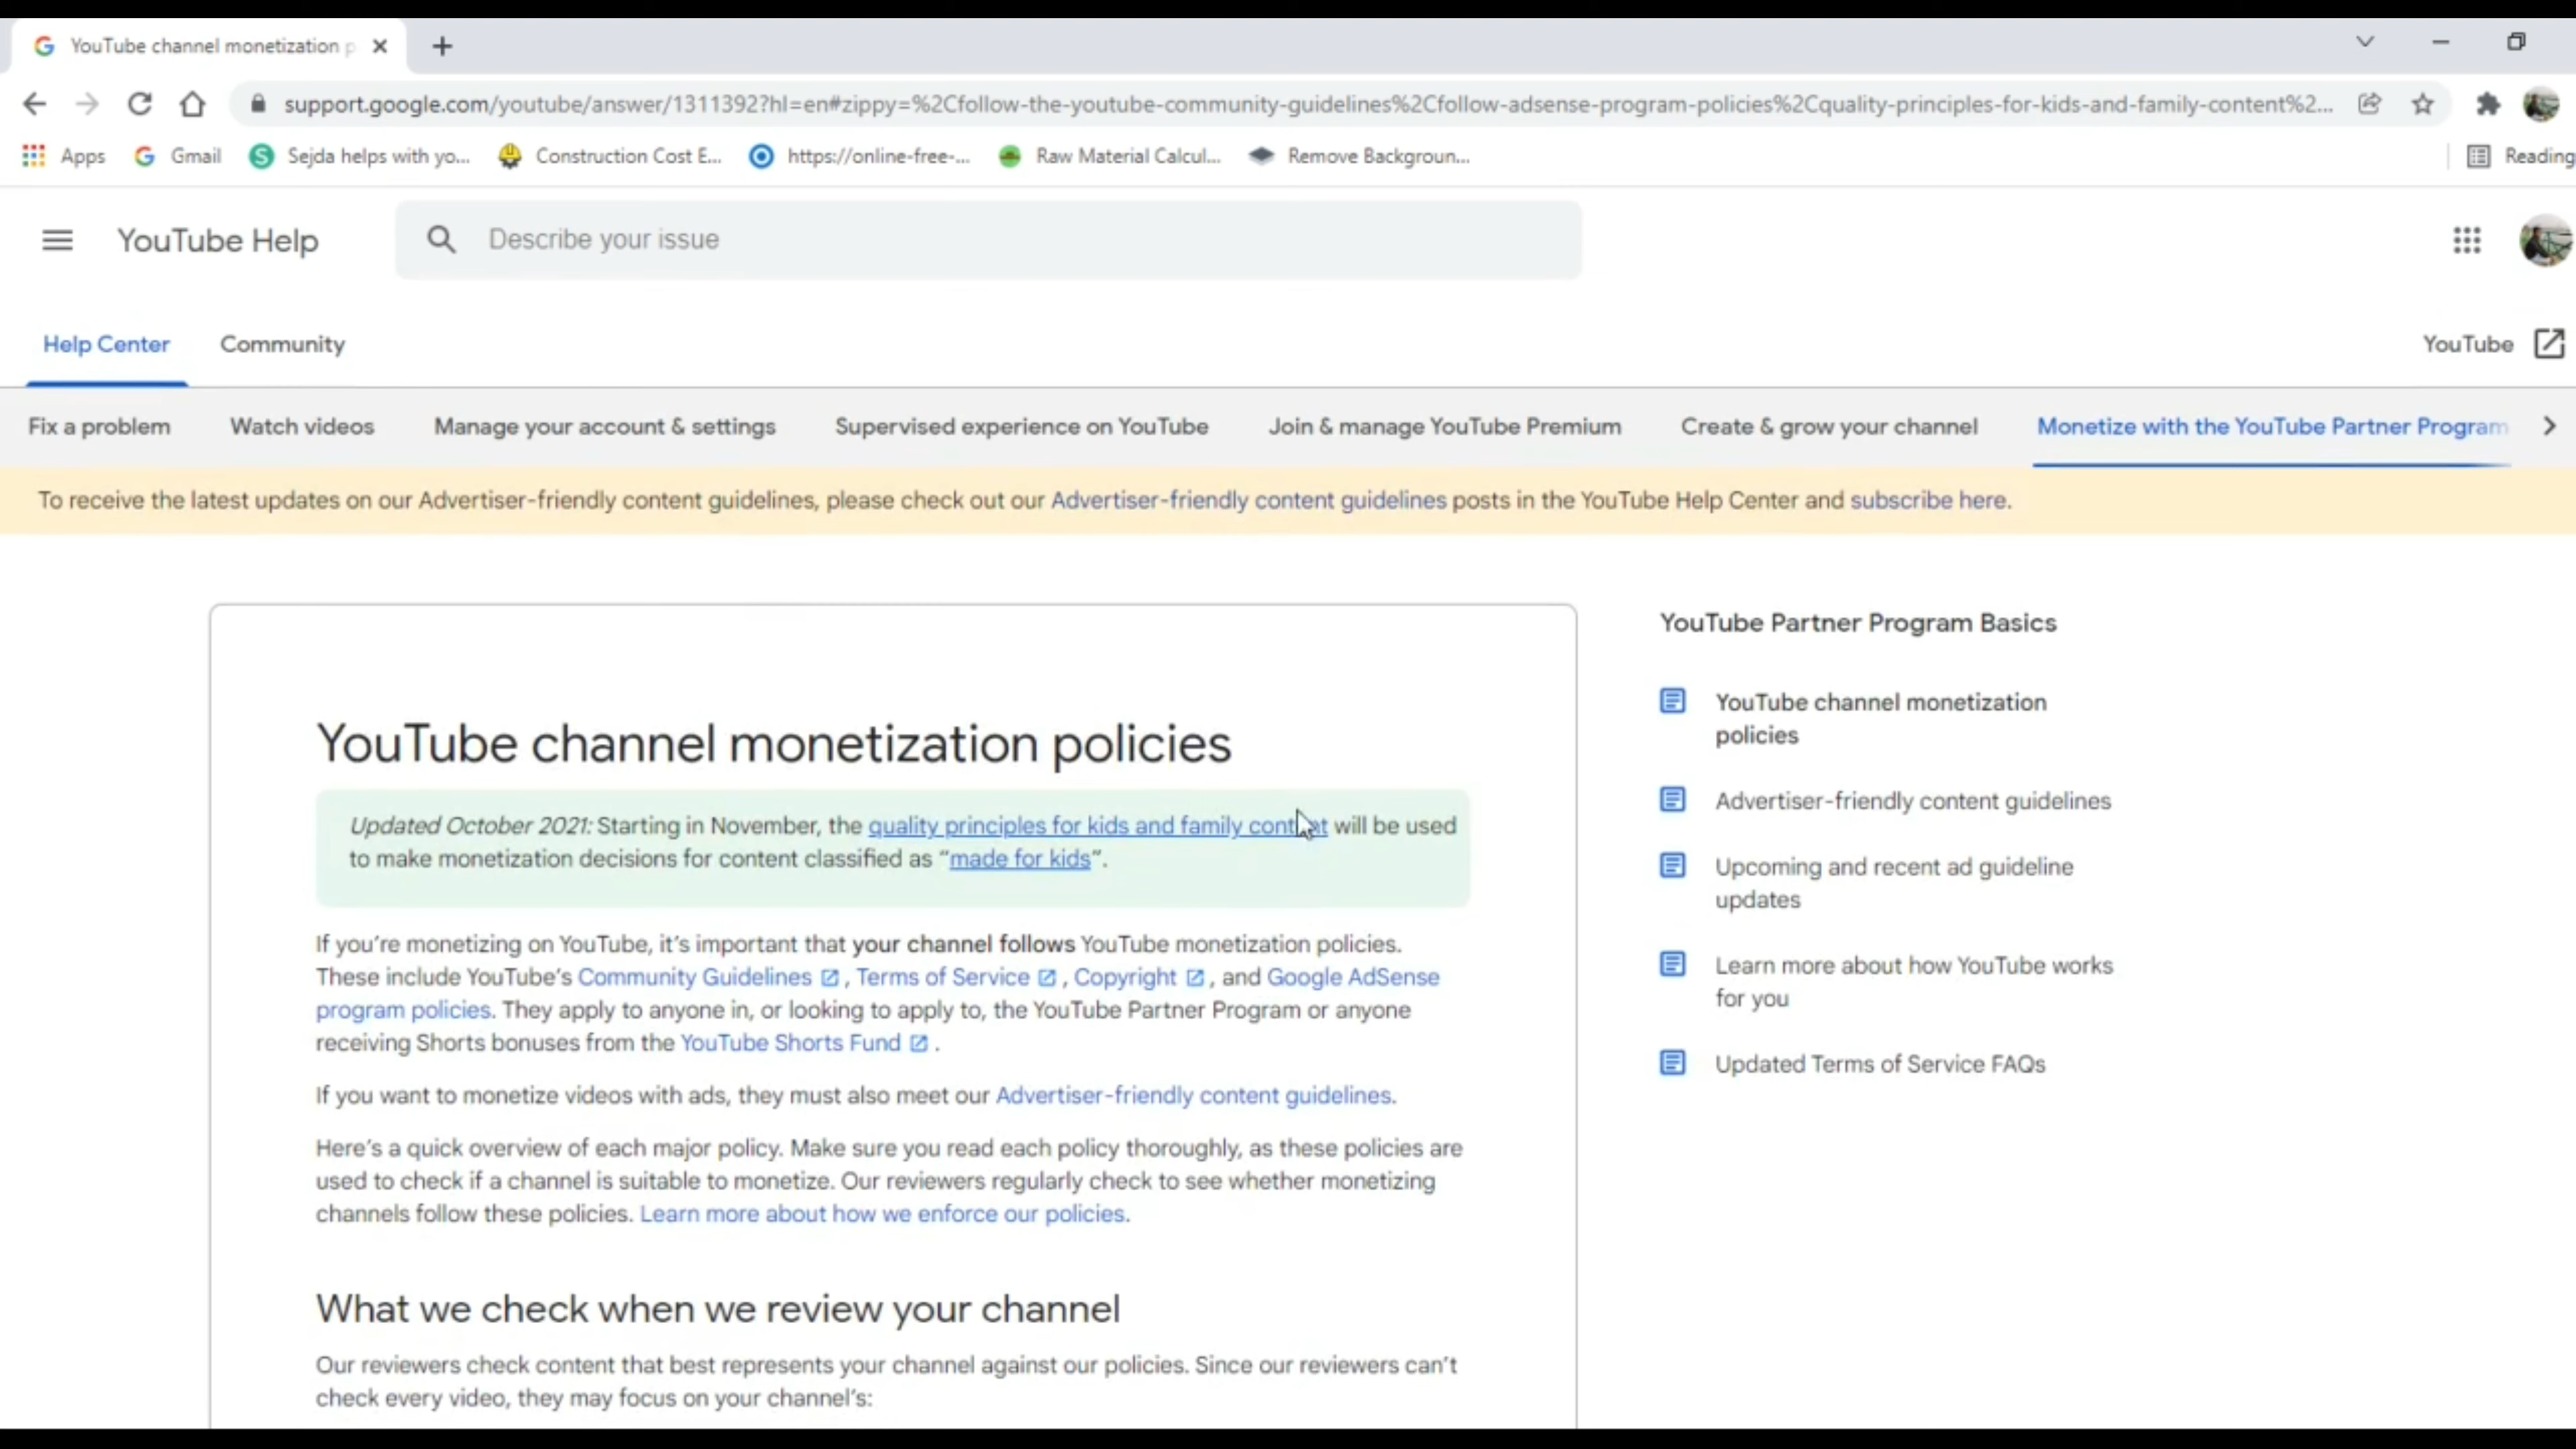 YouTube channel monetization p
support.google.com/youtube/answer/1311392?hl=en#zippy=%2Cfollow-the-youtube-community-guidelines%2Cfollow-adsense-program-policies%2Cquality-principles-for-kids-and-family-content%2...
Apps Gmail Sejda helps with yo... Construction Cost E... https://online-free-... Raw Material Calcul... Remove Backgroun... Reading
YouTube Help Describe your issue
Help Center Community YouTube
Fix a problem Watch videos Manage your account & settings Supervised experience on YouTube Join & manage YouTube Premium Create & grow your channel Monetize with the YouTube Partner Program
To receive the latest updates on our Advertiser-friendly content guidelines, please check out our Advertiser-friendly content guidelines posts in the YouTube Help Center and subscribe here.
YouTube channel monetization policies
Updated October 2021: Starting in November, the quality principles for kids and family content will be used
to make monetization decisions for content classified as “made for kids”.
If you’re monetizing on YouTube, it’s important that your channel follows YouTube monetization policies.
These include YouTube’s Community Guidelines , Terms of Service , Copyright , and Google AdSense
program policies. They apply to anyone in, or looking to apply to, the YouTube Partner Program or anyone
receiving Shorts bonuses from the YouTube Shorts Fund .
If you want to monetize videos with ads, they must also meet our Advertiser-friendly content guidelines.
Here’s a quick overview of each major policy. Make sure you read each policy thoroughly, as these policies are
used to check if a channel is suitable to monetize. Our reviewers regularly check to see whether monetizing
channels follow these policies. Learn more about how we enforce our policies.
What we check when we review your channel
Our reviewers check content that best represents your channel against our policies. Since our reviewers can’t
check every video, they may focus on your channel’s:
YouTube Partner Program Basics
YouTube channel monetization
policies
Advertiser-friendly content guidelines
Upcoming and recent ad guideline
updates
Learn more about how YouTube works
for you
Updated Terms of Service FAQs